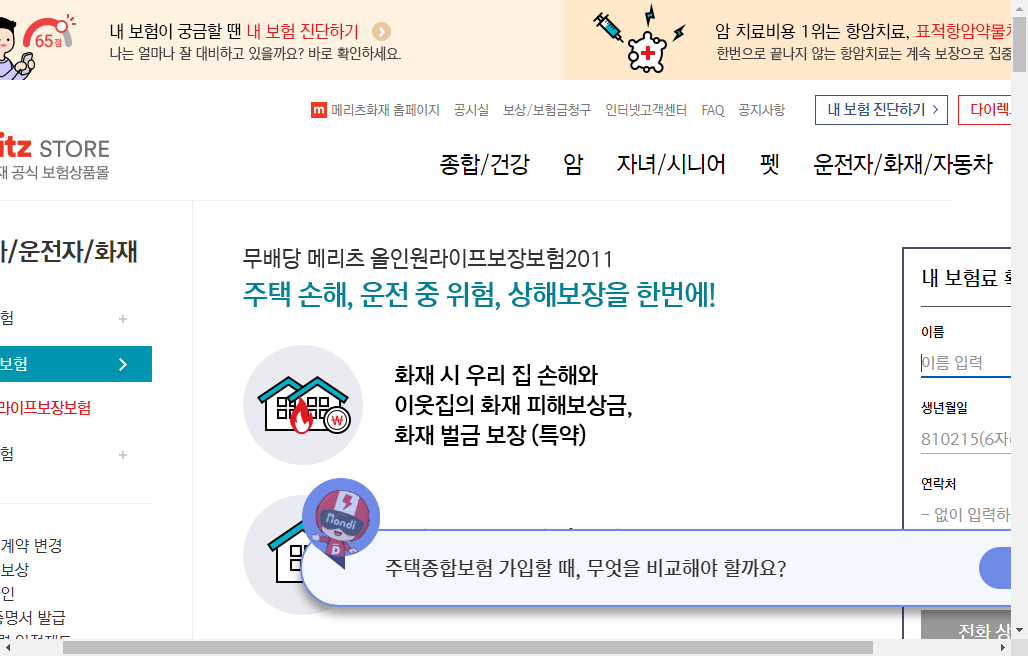 65점
내 보험이 궁금할 땐 내 보험 진단하기
나는 얼마나 잘 대비하고 있을까요? 바로 확인하세요.
암 치료비용 1위는 항암치료, 표적항암약물
한번으로 끝나지 않는 항암치료는 계속 보장으로 집중
m 메리츠화재 홈페이지 공시실 보상/보험금청구 인터넷고객센터 FAQ 공지사항
내 보험 진단하기
다이렉
itz STORE
재 공식 보험상품몰
종합/건강 암 자녀/시니어 펫 운전자/화재/자동차
/운전자/화재
험
보험
라이프보장보험
험
계약 변경
보상
인
증명서 발급
무배당 메리츠 올인원라이프보장보험2011
주택 손해, 운전 중 위험, 상해보장을 한번에!
화재 시 우리 집 손해와
이웃집의 화재 피해보상금,
화재 벌금 보장 (특약)
Mondi
D
주택종합보험 가입할 때, 무엇을 비교해야 할까요?
내 보험료
이름
이름 입력
생년월일
810215(6자
연락처
- 없이 입력하
전화 상